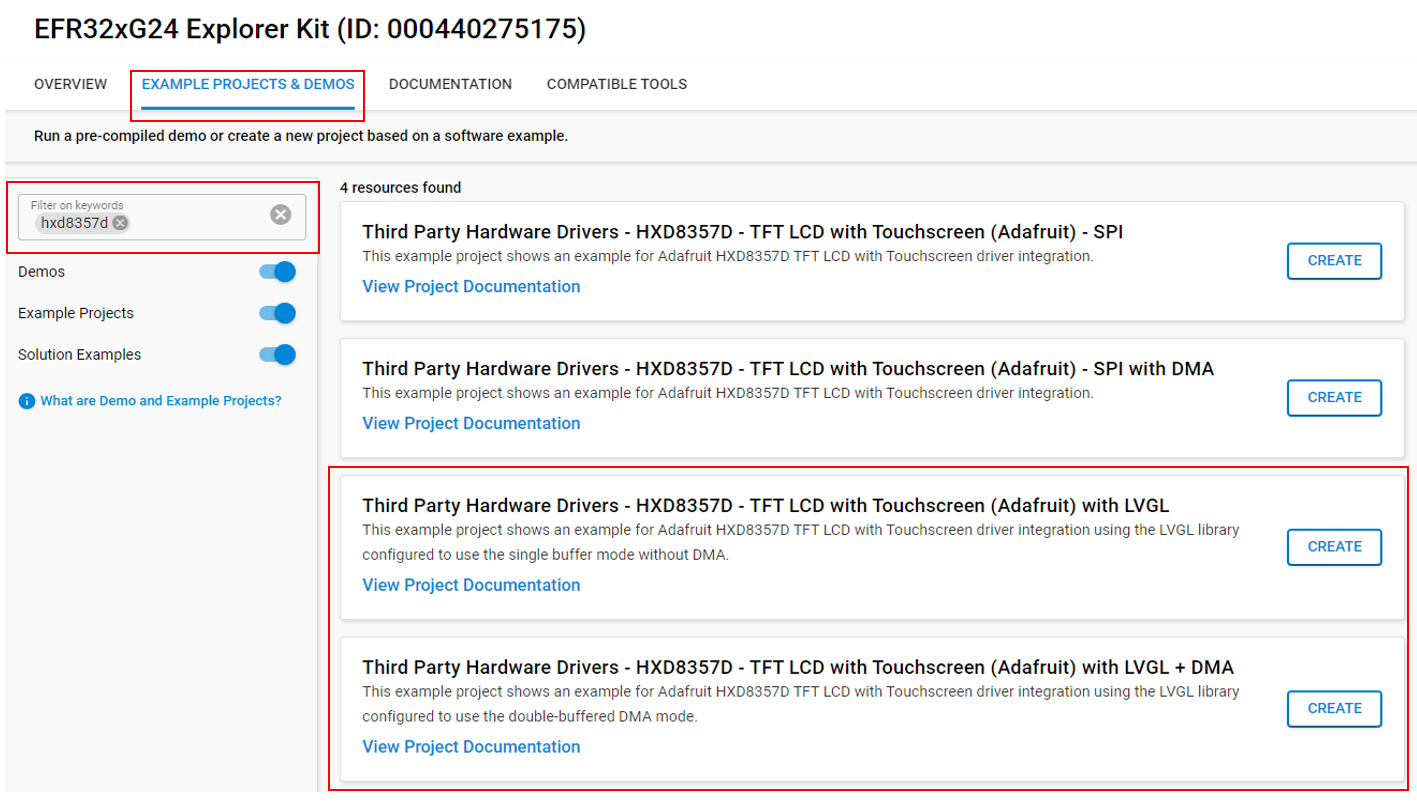 EFR32xG24 Explorer Kit (ID: 000440275175)
OVERVIEW
EXAMPLE PROJECTS & DEMOS
DOCUMENTATION
COMPATIBLE TOOLS
Run a pre-compiled demo or create a new project based on a software example.
Filter on keywords
hxd8357d
Demos
Example Projects
Solution Examples
What are Demo and Example Projects?
4 resources found
Third Party Hardware Drivers - HXD8357D - TFT LCD with Touchscreen (Adafruit) - SPI
This example project shows an example for Adafruit HXD8357D TFT LCD with Touchscreen driver integration.
View Project Documentation
CREATE
Third Party Hardware Drivers - HXD8357D - TFT LCD with Touchscreen (Adafruit) - SPI with DMA
This example project shows an example for Adafruit HXD8357D TFT LCD with Touchscreen driver integration.
View Project Documentation
CREATE
Third Party Hardware Drivers - HXD8357D - TFT LCD with Touchscreen (Adafruit) with LVGL
This example project shows an example for Adafruit HXD8357D TFT LCD with Touchscreen driver integration using the LVGL library
configured to use the single buffer mode without DMA.
View Project Documentation
CREATE
Third Party Hardware Drivers - HXD8357D - TFT LCD with Touchscreen (Adafruit) with LVGL + DMA
This example project shows an example for Adafruit HXD8357D TFT LCD with Touchscreen driver integration using the LVGL library
configured to use the double-buffered DMA mode.
View Project Documentation
CREATE